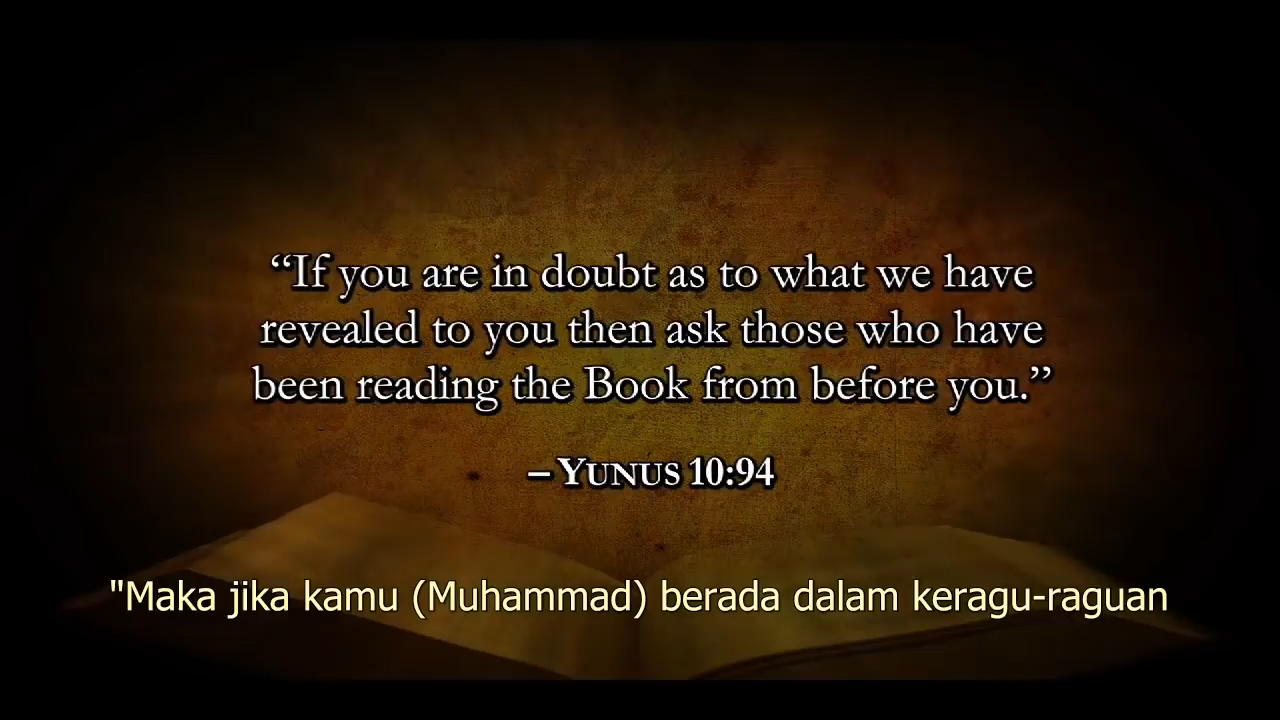 “If you are in doubt as to what we have
revealed to you then ask those who have
been reading the Book from before you.”
– YUNUS 10:94
"Maka jika kamu (Muhammad) berada dalam keragu-raguan